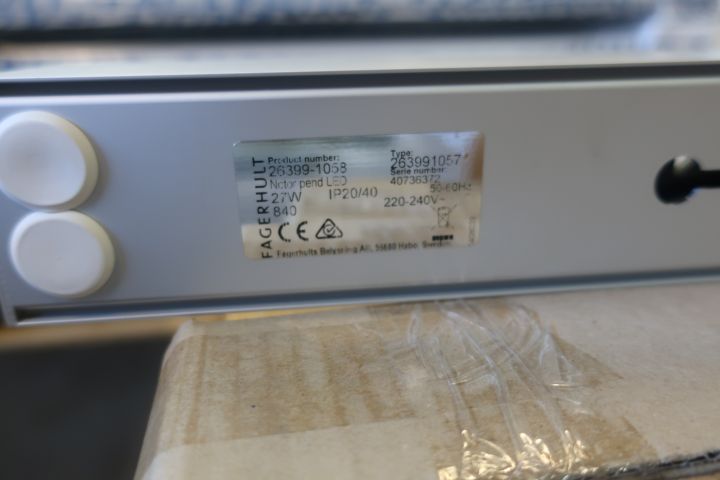 FAGERHULT
Product number:
26399-1058
Notor pend LED
27W IP20/40
840
Type:
263991057*
Serie number:
40736372
50-60Hz
220-240V~
CE
Fagerhults Belysning AB, 56680 Habo, Sweden